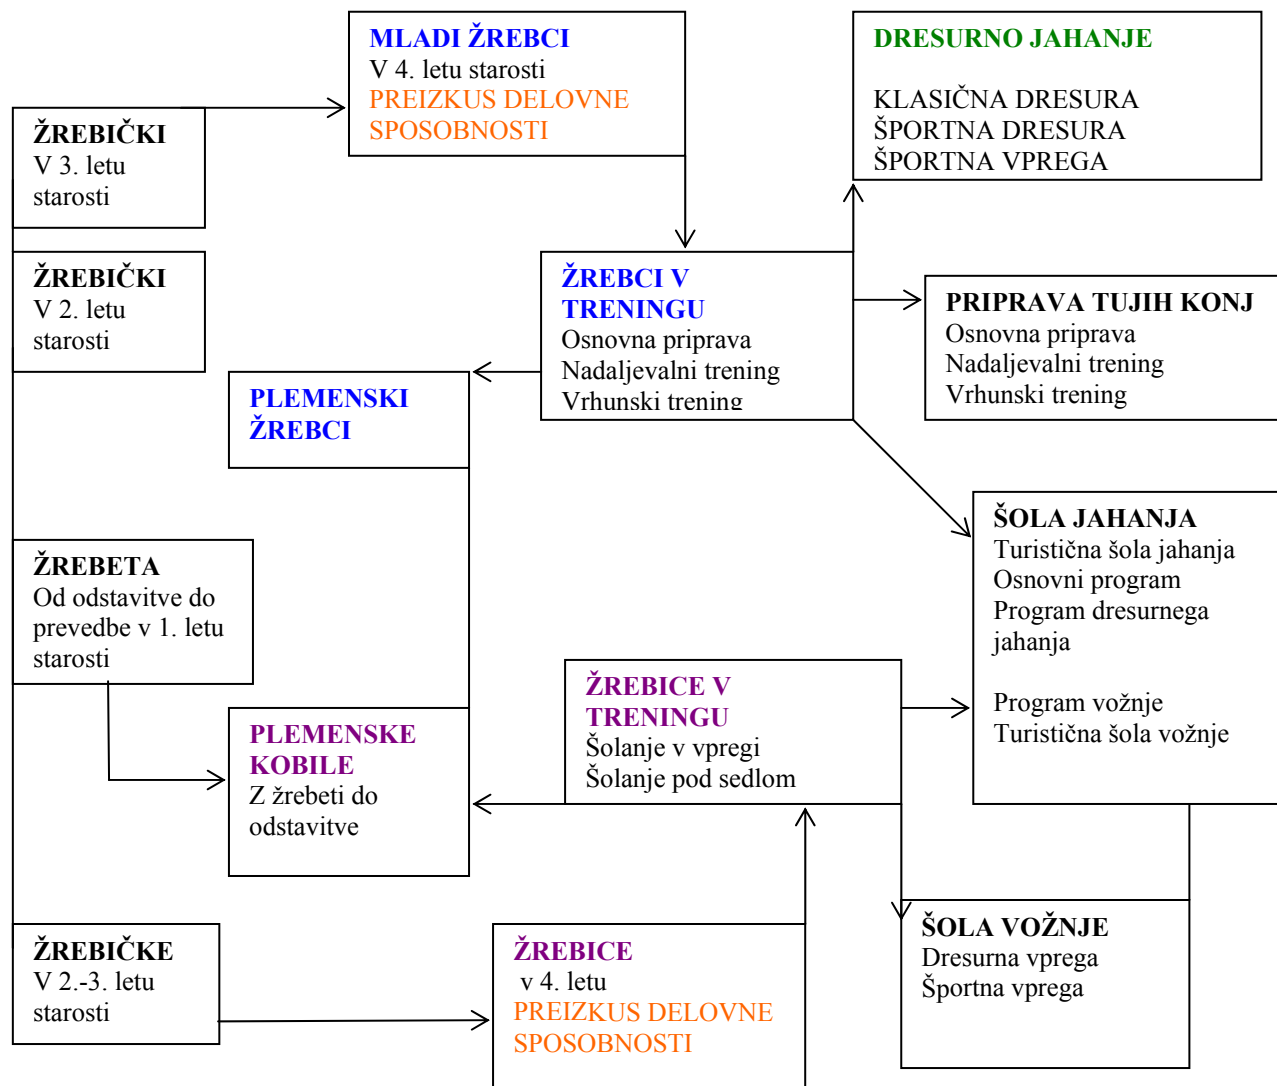 MLADI ŽREBCI
V 4. letu starosti
PREIZKUS DELOVNE
SPOSOBNOSTI
DRESURNO JAHANJE
KLASIČNA DRESURA
ŠPORTNA DRESURA
ŠPORTNA VPREGA
ŽREBIČKI
V 3. letu
starosti
ŽREBIČKI
V 2. letu
starosti
ŽREBCI V
TRENINGU
Osnovna priprava
Nadaljevalni trening
Vrhunski trening
PRIPRAVA TUJIH KONJ
Osnovna priprava
Nadaljevalni trening
Vrhunski trening
PLEMENSKI
ŽREBCI
ŠOLA JAHANJA
Turistična šola jahanja
Osnovni program
Program dresurnega
jahanja
Program vožnje
Turistična šola vožnje
ŽREBETA
Od odstavitve do
prevedbe v 1. letu
starosti
ŽREBICE V
TRENINGU
Šolanje v vpregi
Šolanje pod sedlom
PLEMENSKE
KOBILE
Z žrebeti do
odstavitve
ŽREBIČKE
V 2.-3. letu
starosti
ŽREBICE
v 4. letu
PREIZKUS DELOVNE
SPOSOBNOSTI
ŠOLA VOŽNJE
Dresurna vprega
Športna vprega